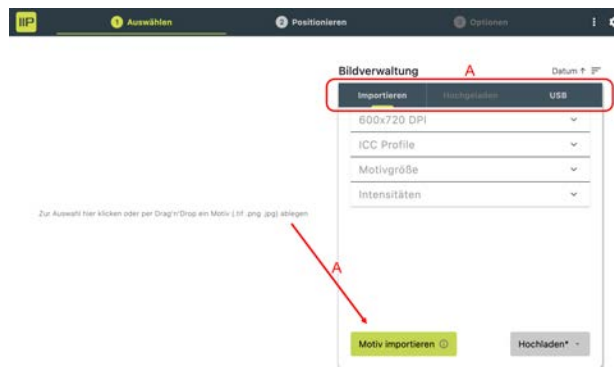 IIP
1 Auswählen
2 Positionieren
3 Optionen
Bildverwaltung
A
Datum ↑
Importieren
Hochgeladen
USB
600x720 DPI
ICC Profile
Motivgröße
Intensitäten
Zur Auswahl hier klicken oder per Drag'n'Drop ein Motiv (.hf .png .jpg) ablegen
A
Motiv importieren
Hochladen*